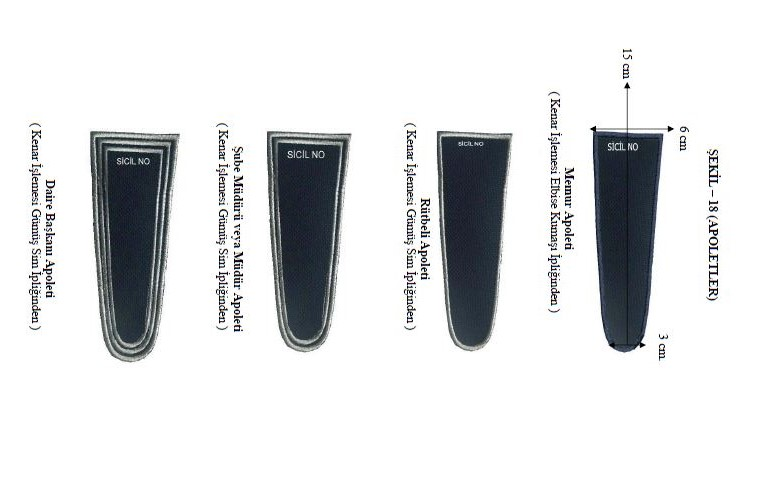 ŞEKİL – 18 (APOLETLER)
15 cm
6 cm
SİCİL NO
3 cm
Memur Apoleti
( Kenar İşlemesi Elbise Kumaşı İpliğinden )
SİCİL NO
Rütbeli Apoleti
( Kenar İşlemesi Gümüş Sim İpliğinden )
SİCİL NO
Şube Müdürü veya Müdür Apoleti
( Kenar İşlemesi Gümüş Sim İpliğinden )
SİCİL NO
Daire Başkanı Apoleti
( Kenar İşlemesi Gümüş Sim İpliğinden )